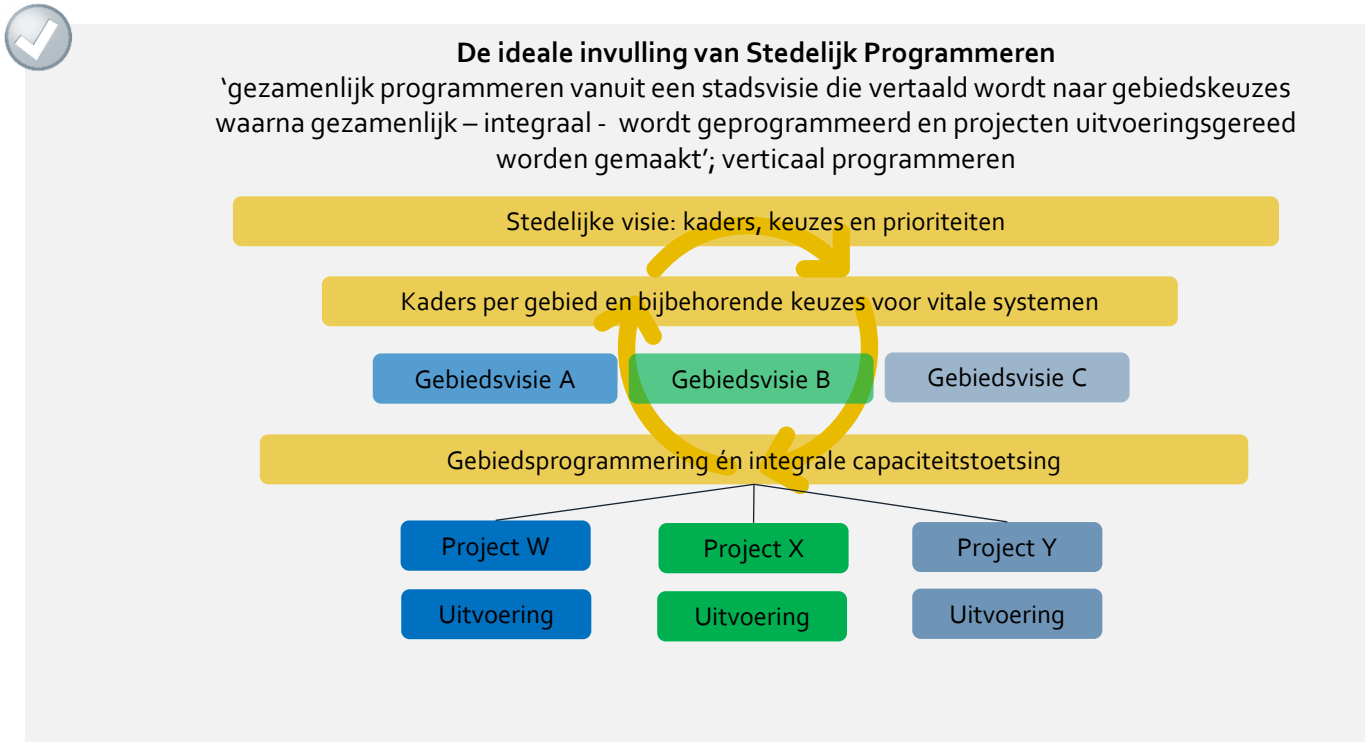 De ideale invulling van Stedelijk Programmeren
‘gezamenlijk programmeren vanuit een stadsvisie die vertaald wordt naar gebiedskeuzes
waarna gezamenlijk – integraal -  wordt geprogrammeerd en projecten uitvoeringsgereed
worden gemaakt’; verticaal programmeren
Stedelijke visie: kaders, keuzes en prioriteiten
Kaders per gebied en bijbehorende keuzes voor vitale systemen
Gebiedsvisie A
Gebiedsvisie B
Gebiedsvisie C
Gebiedsprogrammering én integrale capaciteitstoetsing
Project W
Project X
Project Y
Uitvoering
Uitvoering
Uitvoering